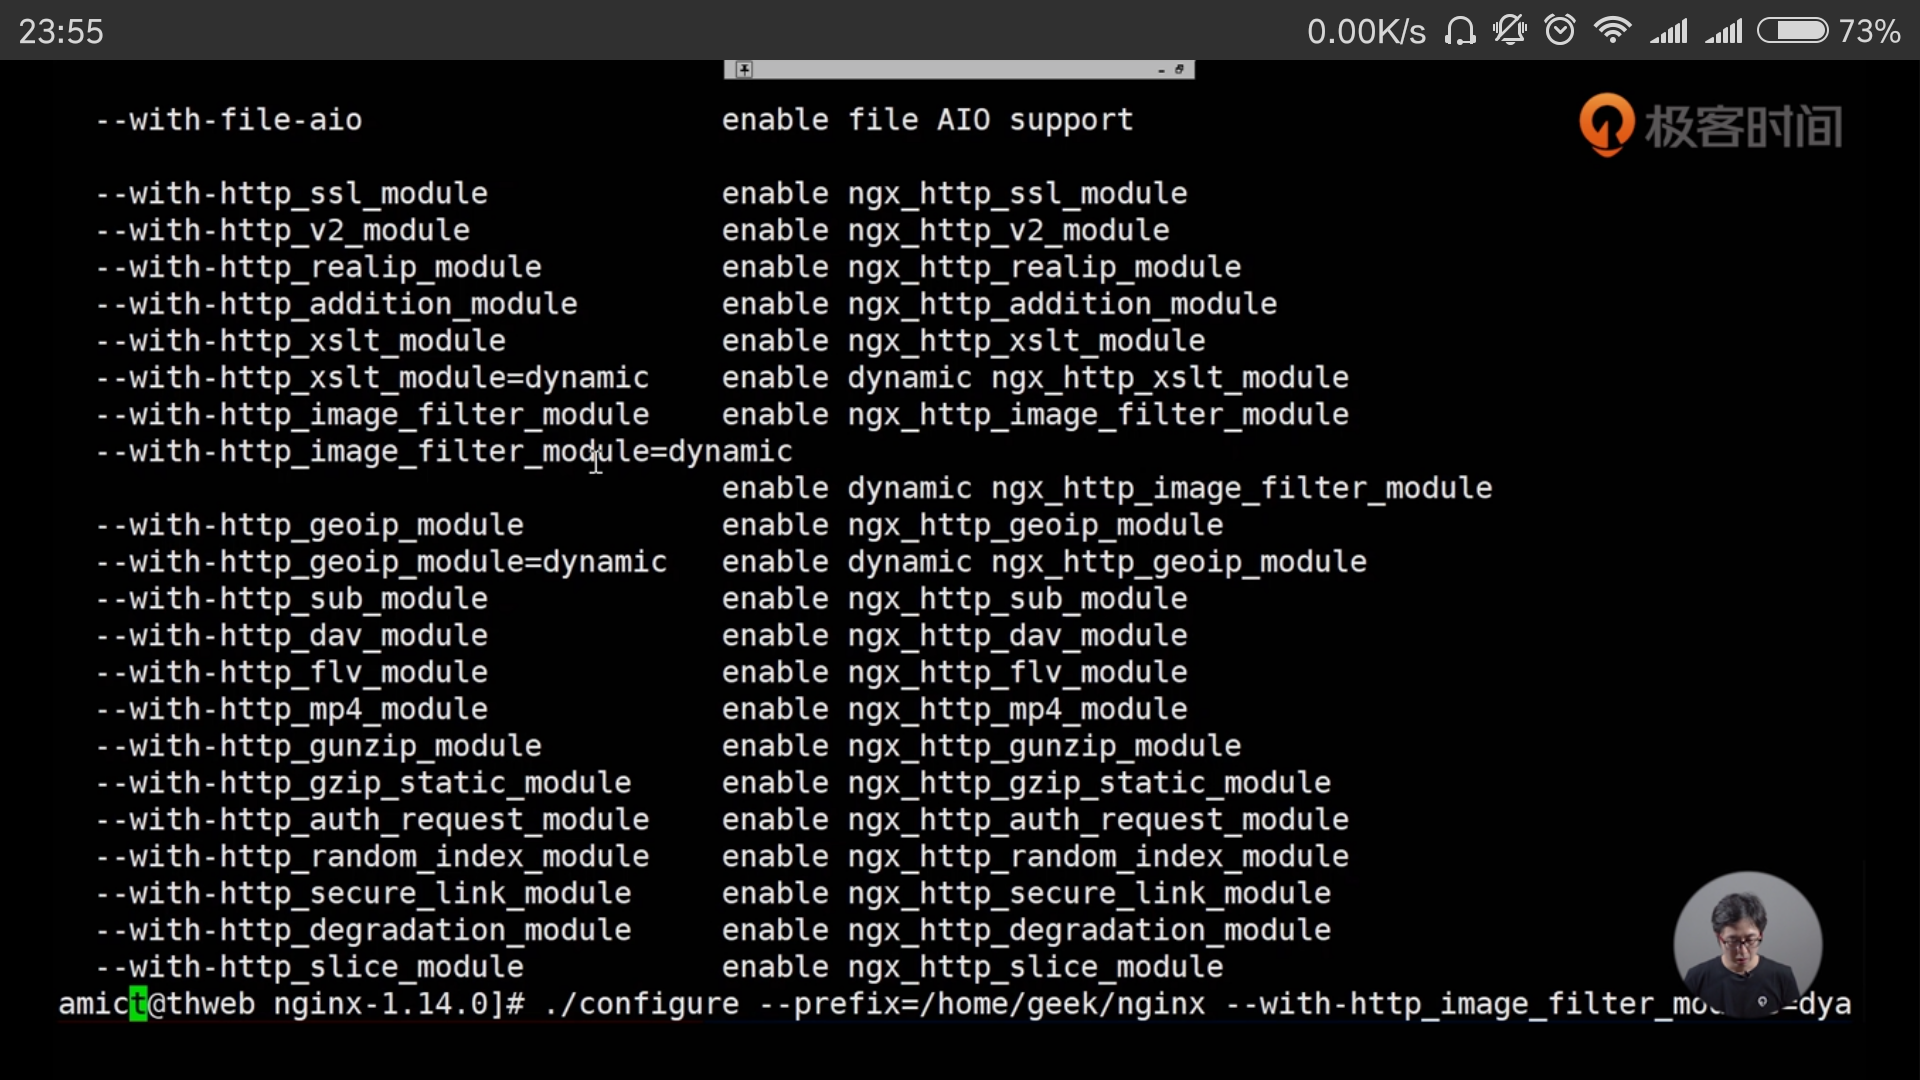 23:55 0.00K/s 73%
--with-file-aio enable file AIO support
极客时间
--with-http_ssl_module enable ngx_http_ssl_module
--with-http_v2_module enable ngx_http_v2_module
--with-http_realip_module enable ngx_http_realip_module
--with-http_addition_module enable ngx_http_addition_module
--with-http_xslt_module enable ngx_http_xslt_module
--with-http_xslt_module=dynamic enable dynamic ngx_http_xslt_module
--with-http_image_filter_module enable ngx_http_image_filter_module
--with-http_image_filter_module=dynamic
enable dynamic ngx_http_image_filter_module
--with-http_geoip_module enable ngx_http_geoip_module
--with-http_geoip_module=dynamic enable dynamic ngx_http_geoip_module
--with-http_sub_module enable ngx_http_sub_module
--with-http_dav_module enable ngx_http_dav_module
--with-http_flv_module enable ngx_http_flv_module
--with-http_mp4_module enable ngx_http_mp4_module
--with-http_gunzip_module enable ngx_http_gunzip_module
--with-http_gzip_static_module enable ngx_http_gzip_static_module
--with-http_auth_request_module enable ngx_http_auth_request_module
--with-http_random_index_module enable ngx_http_random_index_module
--with-http_secure_link_module enable ngx_http_secure_link_module
--with-http_degradation_module enable ngx_http_degradation_module
--with-http_slice_module enable ngx_http_slice_module
amict@thweb nginx-1.14.0]# ./configure --prefix=/home/geek/nginx --with-http_image_filter_mo =dya